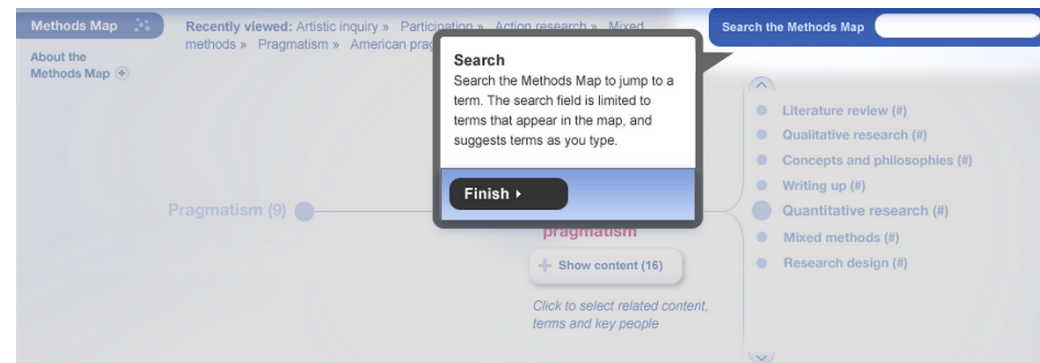 Methods Map
Recently viewed: Artistic inquiry » Participation » Action research » Mixed
methods » Pragmatism » American prag
Search the Methods Map
About the
Methods Map
Search
Search the Methods Map to jump to a
term. The search field is limited to
terms that appear in the map, and
suggests terms as you type.
Finish
Literature review (#)
Qualitative research (#)
Concepts and philosophies (#)
Writing up (#)
Pragmatism (9)
Quantitative research (#)
pragmatism
Mixed methods (#)
Show content (16)
Research design (#)
Click to select related content,
terms and key people